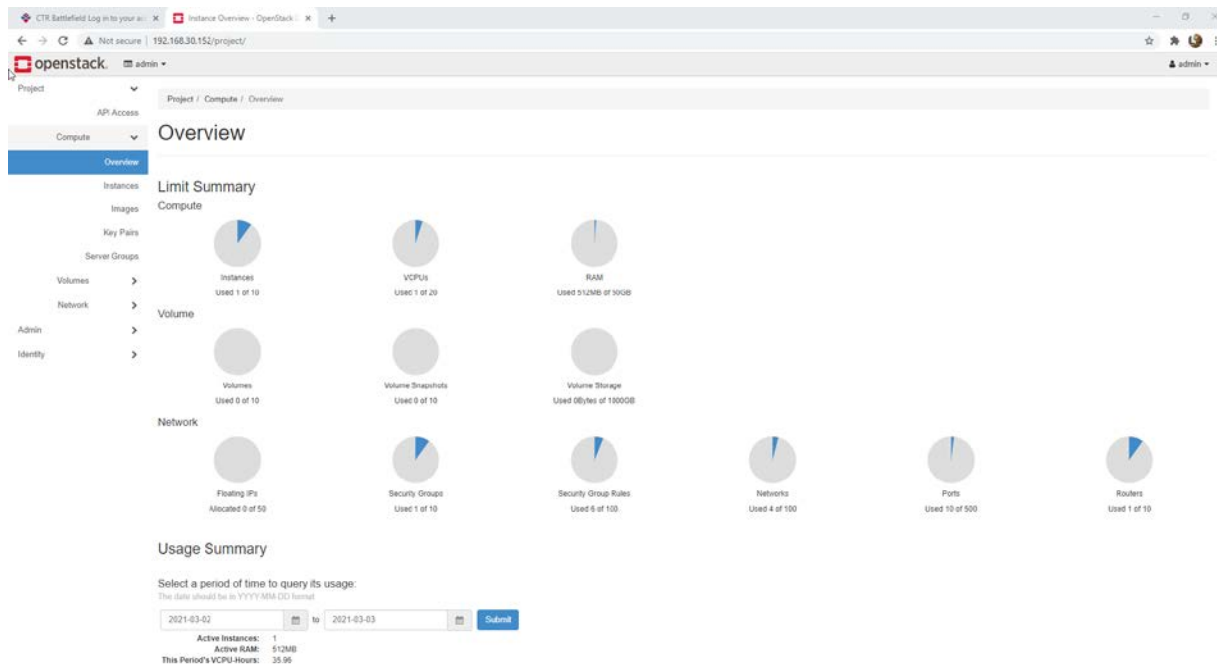 CTR Battlefield Log in to your ac
Instance Overview - OpenStack
Not secure | 192.168.30.152/project/
openstack. admin
admin
Project
API Access
Compute
Overview
Instances
Images
Key Pairs
Server Groups
Volumes
Network
Admin
Identity
Project / Compute / Overview
Overview
Limit Summary
Compute
Instances
Used 1 of 10
VCPUs
Used 1 of 20
RAM
Used 512MB of 50GB
Volume
Volumes
Used 0 of 10
Volume Snapshots
Used 0 of 10
Volume Storage
Used 0Bytes of 1000GB
Network
Floating IPs
Allocated 0 of 50
Security Groups
Used 1 of 10
Security Group Rules
Used 6 of 100
Networks
Used 4 of 100
Ports
Used 10 of 500
Routers
Used 1 of 10
Usage Summary
Select a period of time to query its usage:
The date should be in YYYY-MM-DD format
2021-03-02 to 2021-03-03 Submit
Active Instances: 1
Active RAM: 512MB
This Period's VCPU-Hours: 35.96